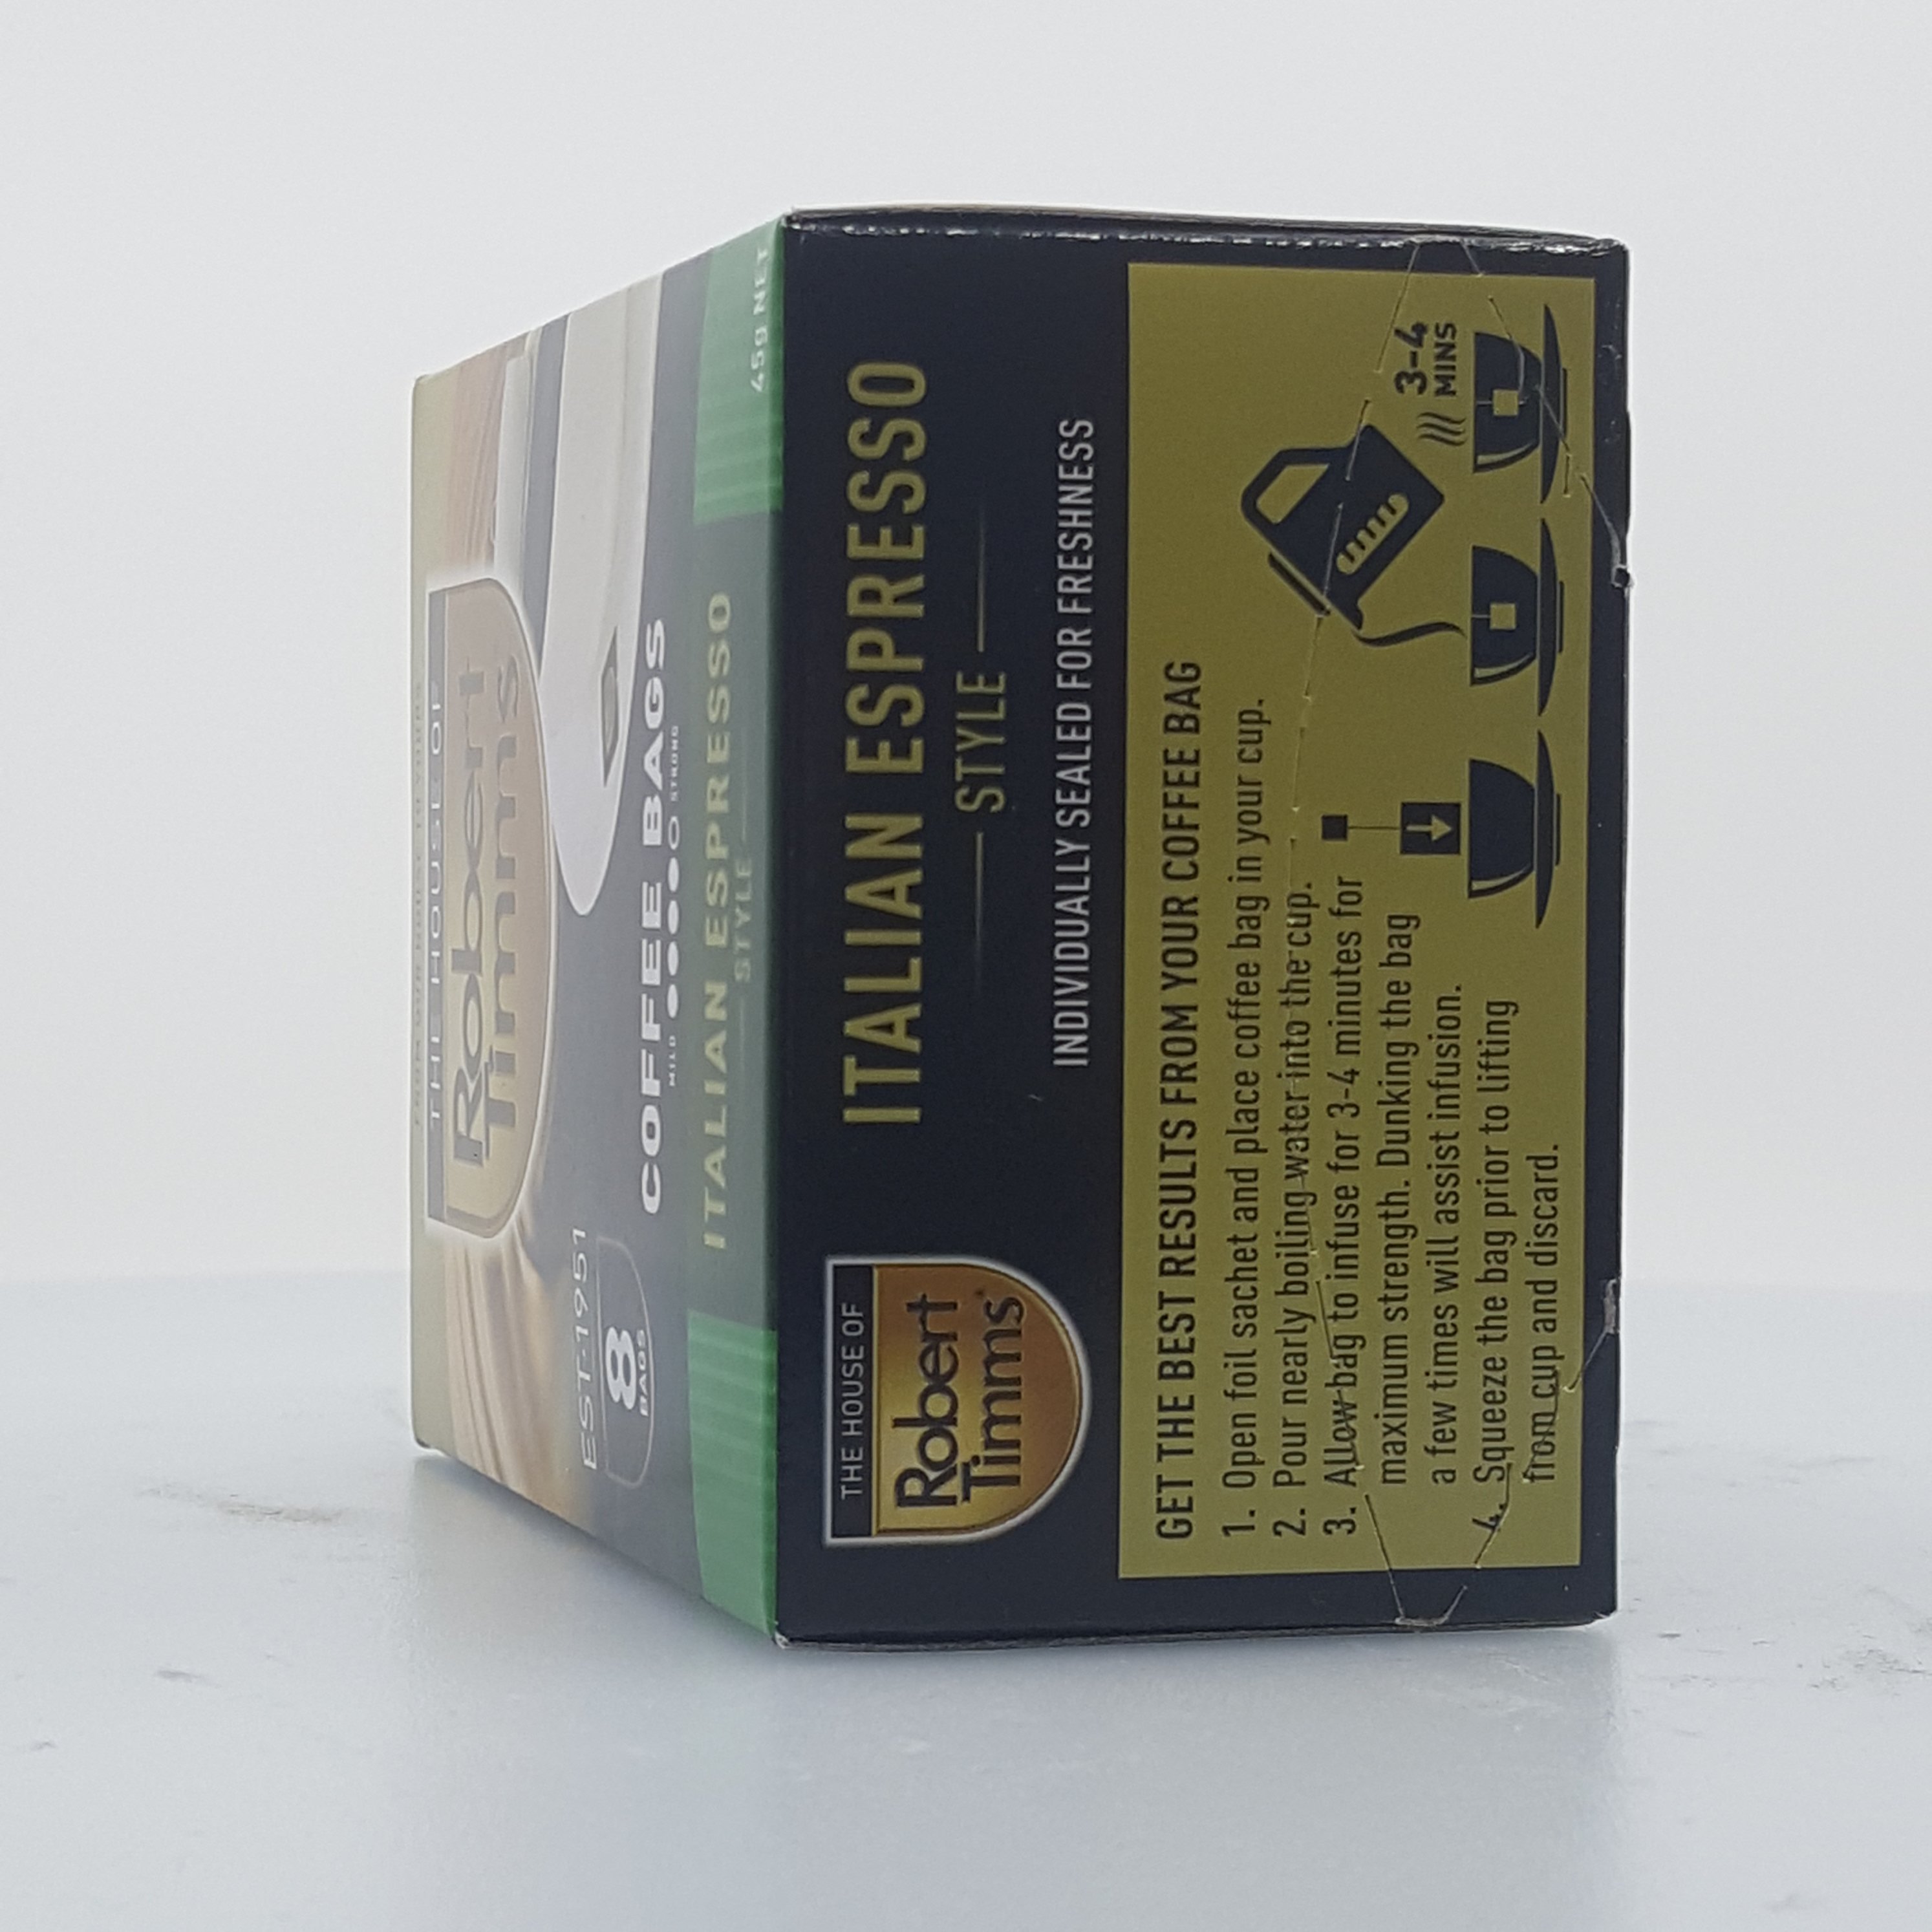 THE HOUSE OF
Robert
Timms
EST-1951
8
BAGS
COFFEE BAGS
MILD
STRONG
ITALIAN ESPRESSO
STYLE
45g NET
THE HOUSE OF
Robert
Timms
ITALIAN ESPRESSO
STYLE
INDIVIDUALLY SEALED FOR FRESHNESS
GET THE BEST RESULTS FROM YOUR COFFEE BAG
1. Open foil sachet and place coffee bag in your cup.
2. Pour nearly boiling water into the cup.
3. Allow bag to infuse for 3-4 minutes for
maximum strength. Dunking the bag
a few times will assist infusion.
4. Squeeze the bag prior to lifting
from cup and discard.
3-4
MINS